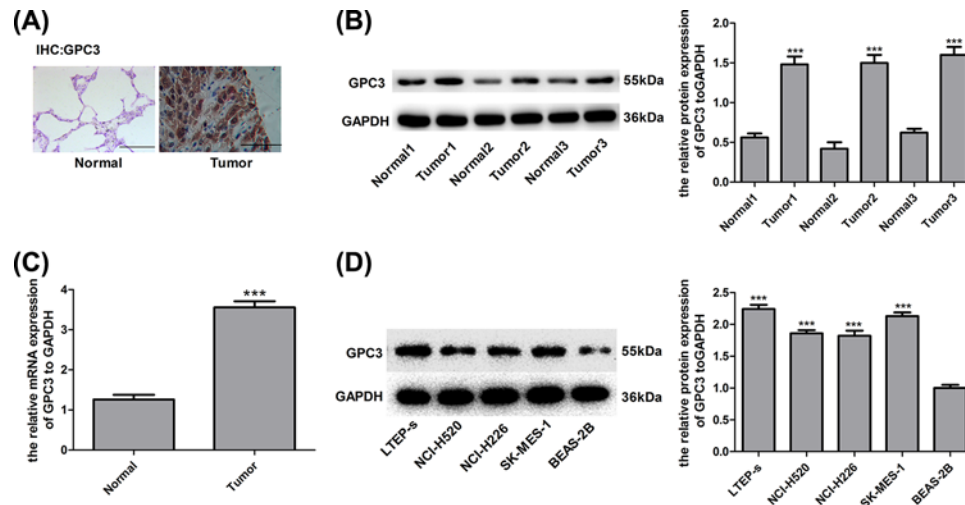 (A)
IHC:GPC3
Normal
Tumor
(B)
GPC3
55kDa
GAPDH
36kDa
Normal1
Tumor1
Normal2
Tumor2
Normal3
Tumor3
the relative protein expression
of GPC3 toGAPDH
2.0
1.5
1.0
0.5
0.0
***
***
***
Normal1
Tumor1
Normal2
Tumor2
Normal3
Tumor3
(C)
the relative mRNA expression
of GPC3 to GAPDH
4
3
2
1
0
***
Normal
Tumor
(D)
GPC3
55kDa
GAPDH
36kDa
LTEP-s
NCI-H520
NCI-H226
SK-MES-1
BEAS-2B
the relative protein expression
of GPC3 toGAPDH
2.5
2.0
1.5
1.0
0.5
0.0
***
***
***
***
LTEP-s
NCI-H520
NCI-H226
SK-MES-1
BEAS-2B